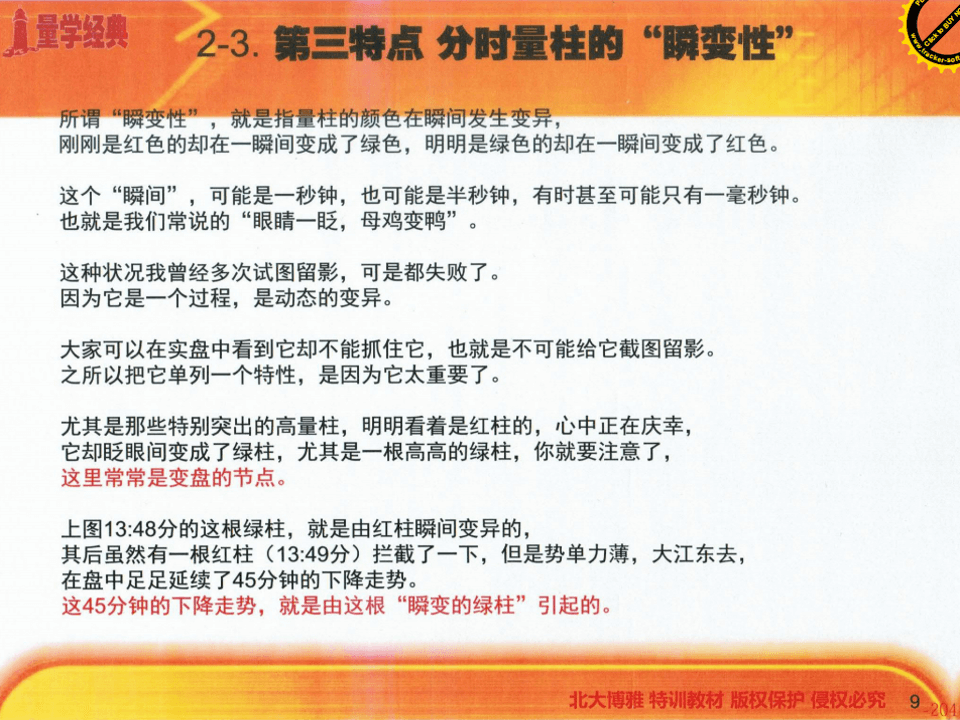 量学经典
2-3. 第三特点 分时量柱的“瞬变性”
Click to BUY NOW
www.tracker-soft
所谓“瞬变性”，就是指量柱的颜色在瞬间发生变异，
刚刚是红色的却在一瞬间变成了绿色，明明是绿色的却在一瞬间变成了红色。
这个“瞬间”，可能是一秒钟，也可能是半秒钟，有时甚至可能只有一毫秒钟。
也就是我们常说的“眼睛一眨，母鸡变鸭”。
这种状况我曾经多次试图留影，可是都失败了。
因为它是一个过程，是动态的变异。
大家可以在实盘中看到它却不能抓住它，也就是不可能给它截图留影。
之所以把它单列一个特性，是因为它太重要了。
尤其是那些特别突出的高量柱，明明看着是红柱的，心中正在庆幸，
它却眨眼间变成了绿柱，尤其是一根高高的绿柱，你就要注意了，
这里常常是变盘的节点。
上图13:48分的这根绿柱，就是由红柱瞬间变异的，
其后虽然有一根红柱（13:49分）拦截了一下，但是势单力薄，大江东去，
在盘中足足延续了45分钟的下降走势。
这45分钟的下降走势，就是由这根“瞬变的绿柱”引起的。
北大博雅 特训教材 版权保护 侵权必究
9
-204